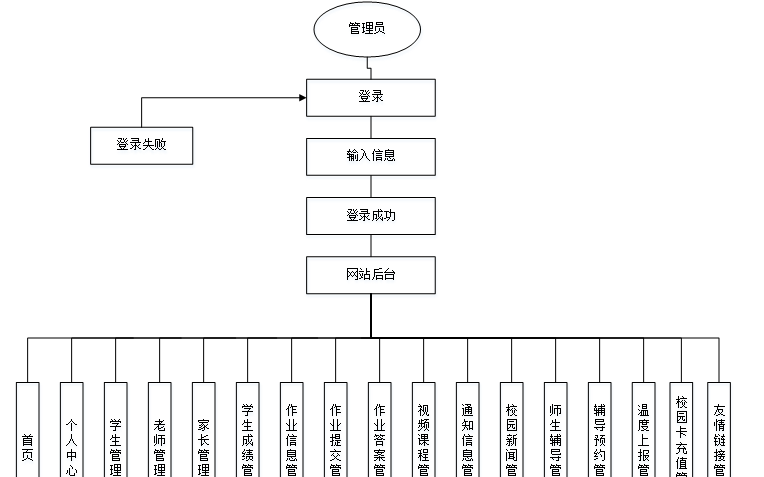 管理员
登录
登录失败
输入信息
登录成功
网站后台
首页
个人中心
学生管理
老师管理
家长管理
学生成绩管
作业信息管
作业提交管
作业答案管
视频课程管
通知信息管
校园新闻管
师生辅导管
辅导预约管
温度上报管
校园卡充值管
友情链接管